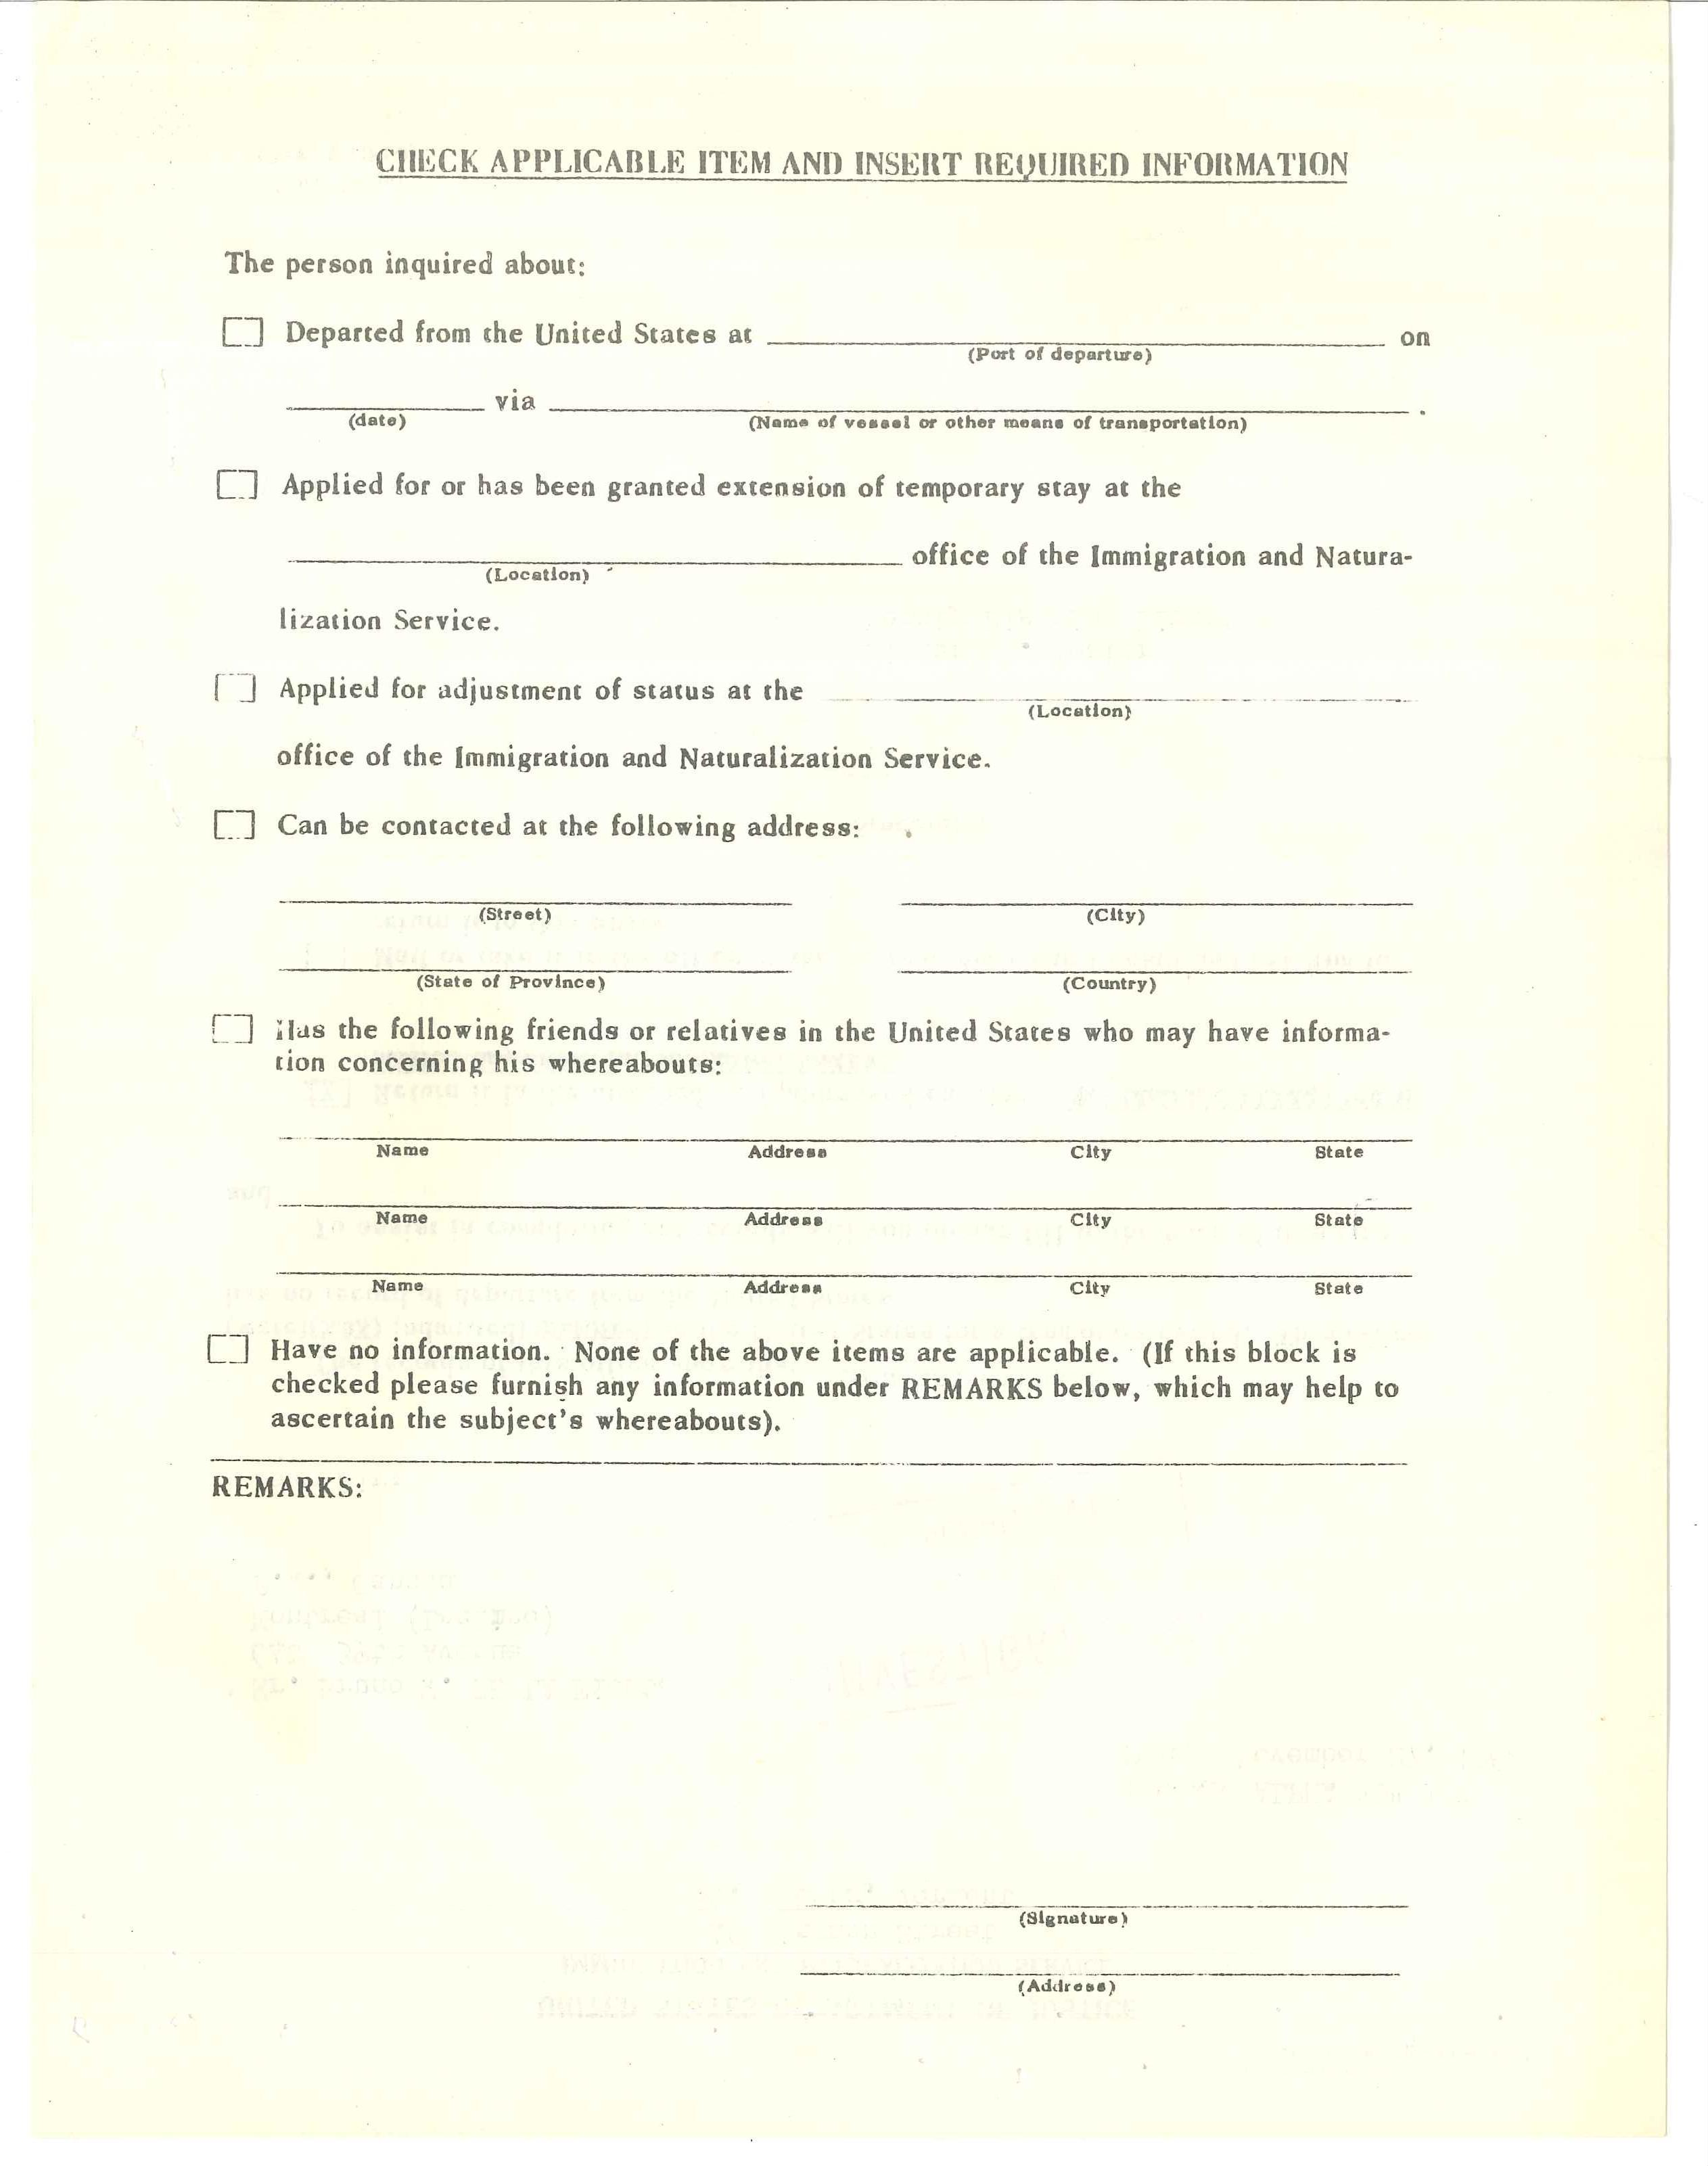 CHECK APPLICABLE ITEM AND INSERT REQUIRED INFORMATION
The person inquired about:
Departed from the United States at on
(Port of departure)
via .
(date) (Name of vessel or other means of transportation)
Applied for or has been granted extension of temporary stay at the
office of the Immigration and Natura-
(Location)
lization Service.
Applied for adjustment of status at the
(Location)
office of the Immigration and Naturalization Service.
Can be contacted at the following address:
(Street) (City)
(State of Province) (Country)
Has the following friends or relatives in the United States who may have informa-
tion concerning his whereabouts:
Name Address City State
Name Address City State
Name Address City State
Have no information. None of the above items are applicable. (If this block is
checked please furnish any information under REMARKS below, which may help to
ascertain the subject's whereabouts).
REMARKS:
(Signature)
(Address)